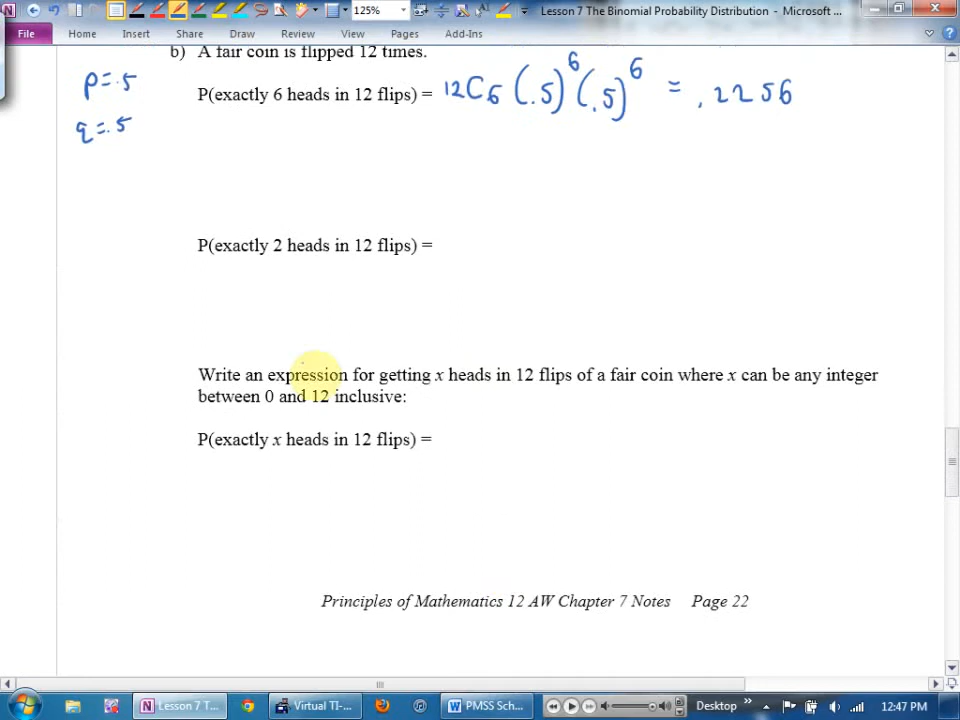 125% Lesson 7 The Binomial Probability Distribution - Microsoft ...
File Home Insert Share Draw Review View Pages Add-Ins
b) A fair coin is flipped 12 times.
p=.5
P(exactly 6 heads in 12 flips) = 12C6 (.5)^6 (.5)^6 = .2256
q=.5
P(exactly 2 heads in 12 flips) =
Write an expression for getting x heads in 12 flips of a fair coin where x can be any integer
between 0 and 12 inclusive:
P(exactly x heads in 12 flips) =
Principles of Mathematics 12 AW Chapter 7 Notes Page 22
Lesson 7 T... Virtual TI-... PMSS Sch... Desktop 12:47 PM